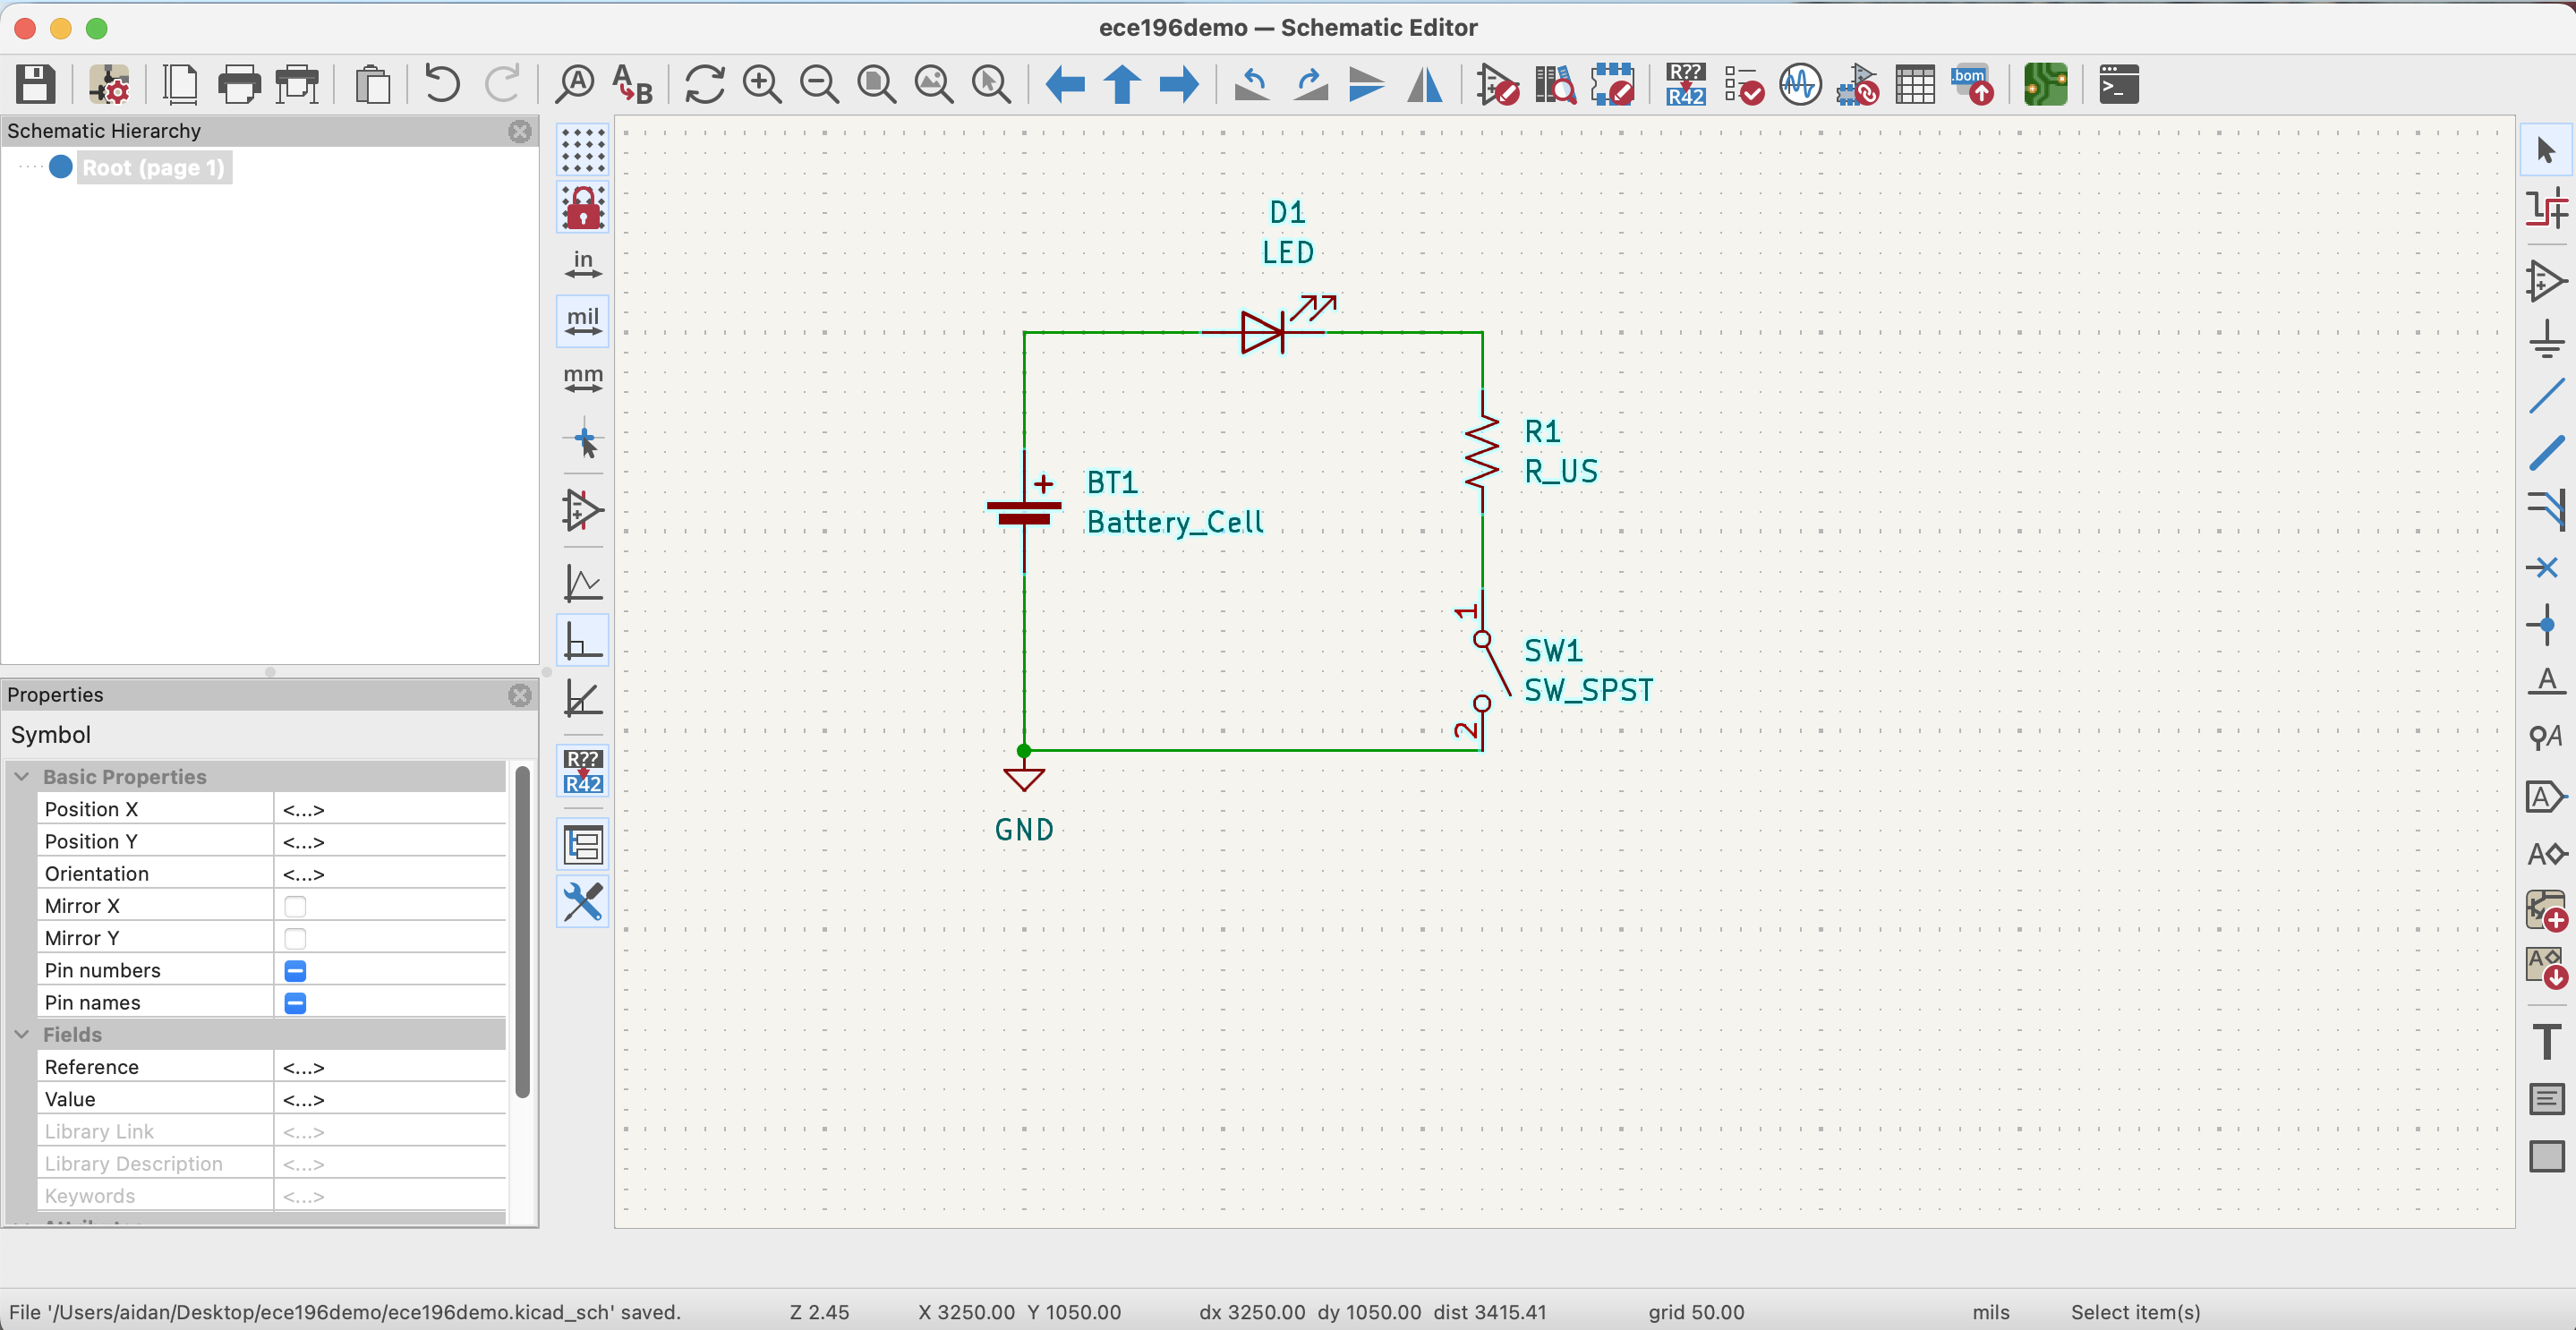 ece196demo — Schematic Editor
A
A B
R??
R42
.bom
>_
Schematic Hierarchy
Root (page 1)
in
mil
mm
R??
R42
D1
LED
+
BT1
Battery_Cell
R1
R_US
1
SW1
SW_SPST
2
GND
Properties
Symbol
Basic Properties
Position X <...>
Position Y <...>
Orientation <...>
Mirror X
Mirror Y
Pin numbers
Pin names
Fields
Reference <...>
Value <...>
Library Link <...>
Library Description <...>
Keywords <...>
A
A
A
A
A
T
File '/Users/aidan/Desktop/ece196demo/ece196demo.kicad_sch' saved. Z 2.45 X 3250.00 Y 1050.00 dx 3250.00 dy 1050.00 dist 3415.41 grid 50.00 mils Select item(s)